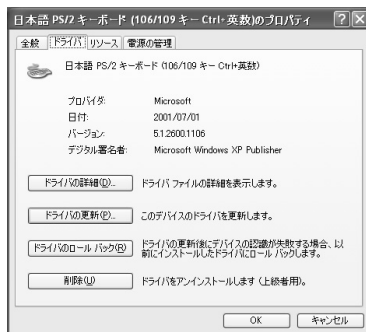 日本語 PS/2 キーボード (106/109 キー Ctrl+英数)のプロパティ
全般 ドライバ リソース 電源の管理
日本語 PS/2 キーボード (106/109 キー Ctrl+英数)
プロバイダ: Microsoft
日付: 2001/07/01
バージョン: 5.1.2600.1106
デジタル署名者: Microsoft Windows XP Publisher
ドライバの詳細(D)... ドライバ ファイルの詳細を表示します。
ドライバの更新(P)... このデバイスのドライバを更新します。
ドライバのロール バック(R) ドライバの更新後にデバイスの認識が失敗する場合、以
前にインストールしたドライバにロール バックします。
削除(U) ドライバをアンインストールします (上級者用)。
OK キャンセル